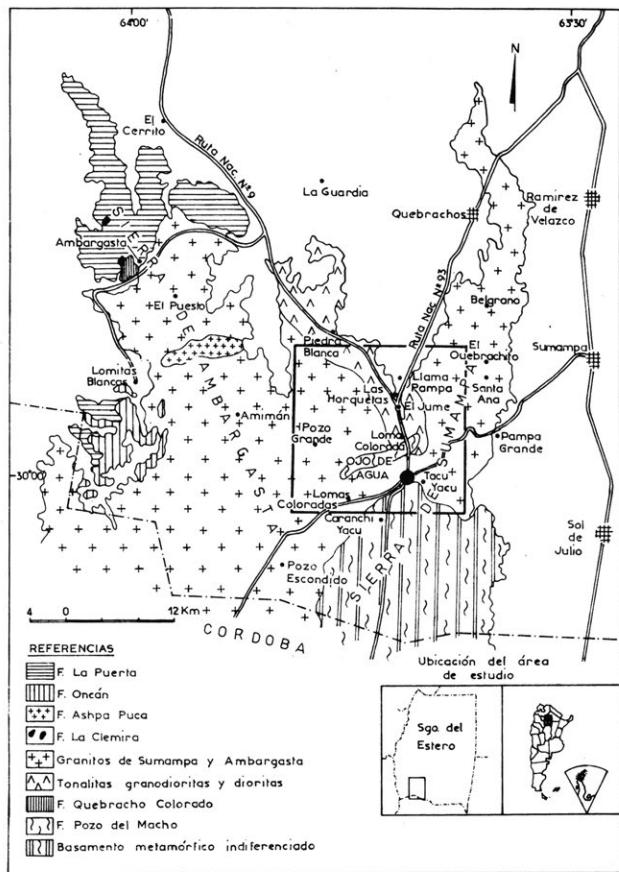 64°00'
63°30'
N
El Cerrito
Ruta Nac. Nº 9
La Guardia
Ruta Nac. Nº 93
Quebrachos
Ramirez de Velazco
SIERRA DE AMBARGASTA
Ambargasta
El Puesto
Belgrano
Piedra Blanca
El Quebrachito
Sumampa
Lomitas Blancas
Llama Pampa
Las Horquetas
Santa Ana
Amimán
El Jume
Pozo Grande
Loma Colorada
Pampa Grande
OJO DE AGUA
30°00'
Tacu Yacu
Lomas Coloradas
SIERRA DE SUMAMPA
Caranchi Yacu
Sol de Julio
Pozo Escondido
4 0 12 Km
CORDOBA
REFERENCIAS
F. La Puerta
F. Oncán
F. Ashpa Puca
F. La Clemira
Granitos de Sumampa y Ambargasta
Tonalitas granodioritas y dioritas
F. Quebracho Colorado
F. Pozo del Macho
Basamento metamórfico indiferenciado
Ubicación del área
de estudio
Sgo. del
Estero